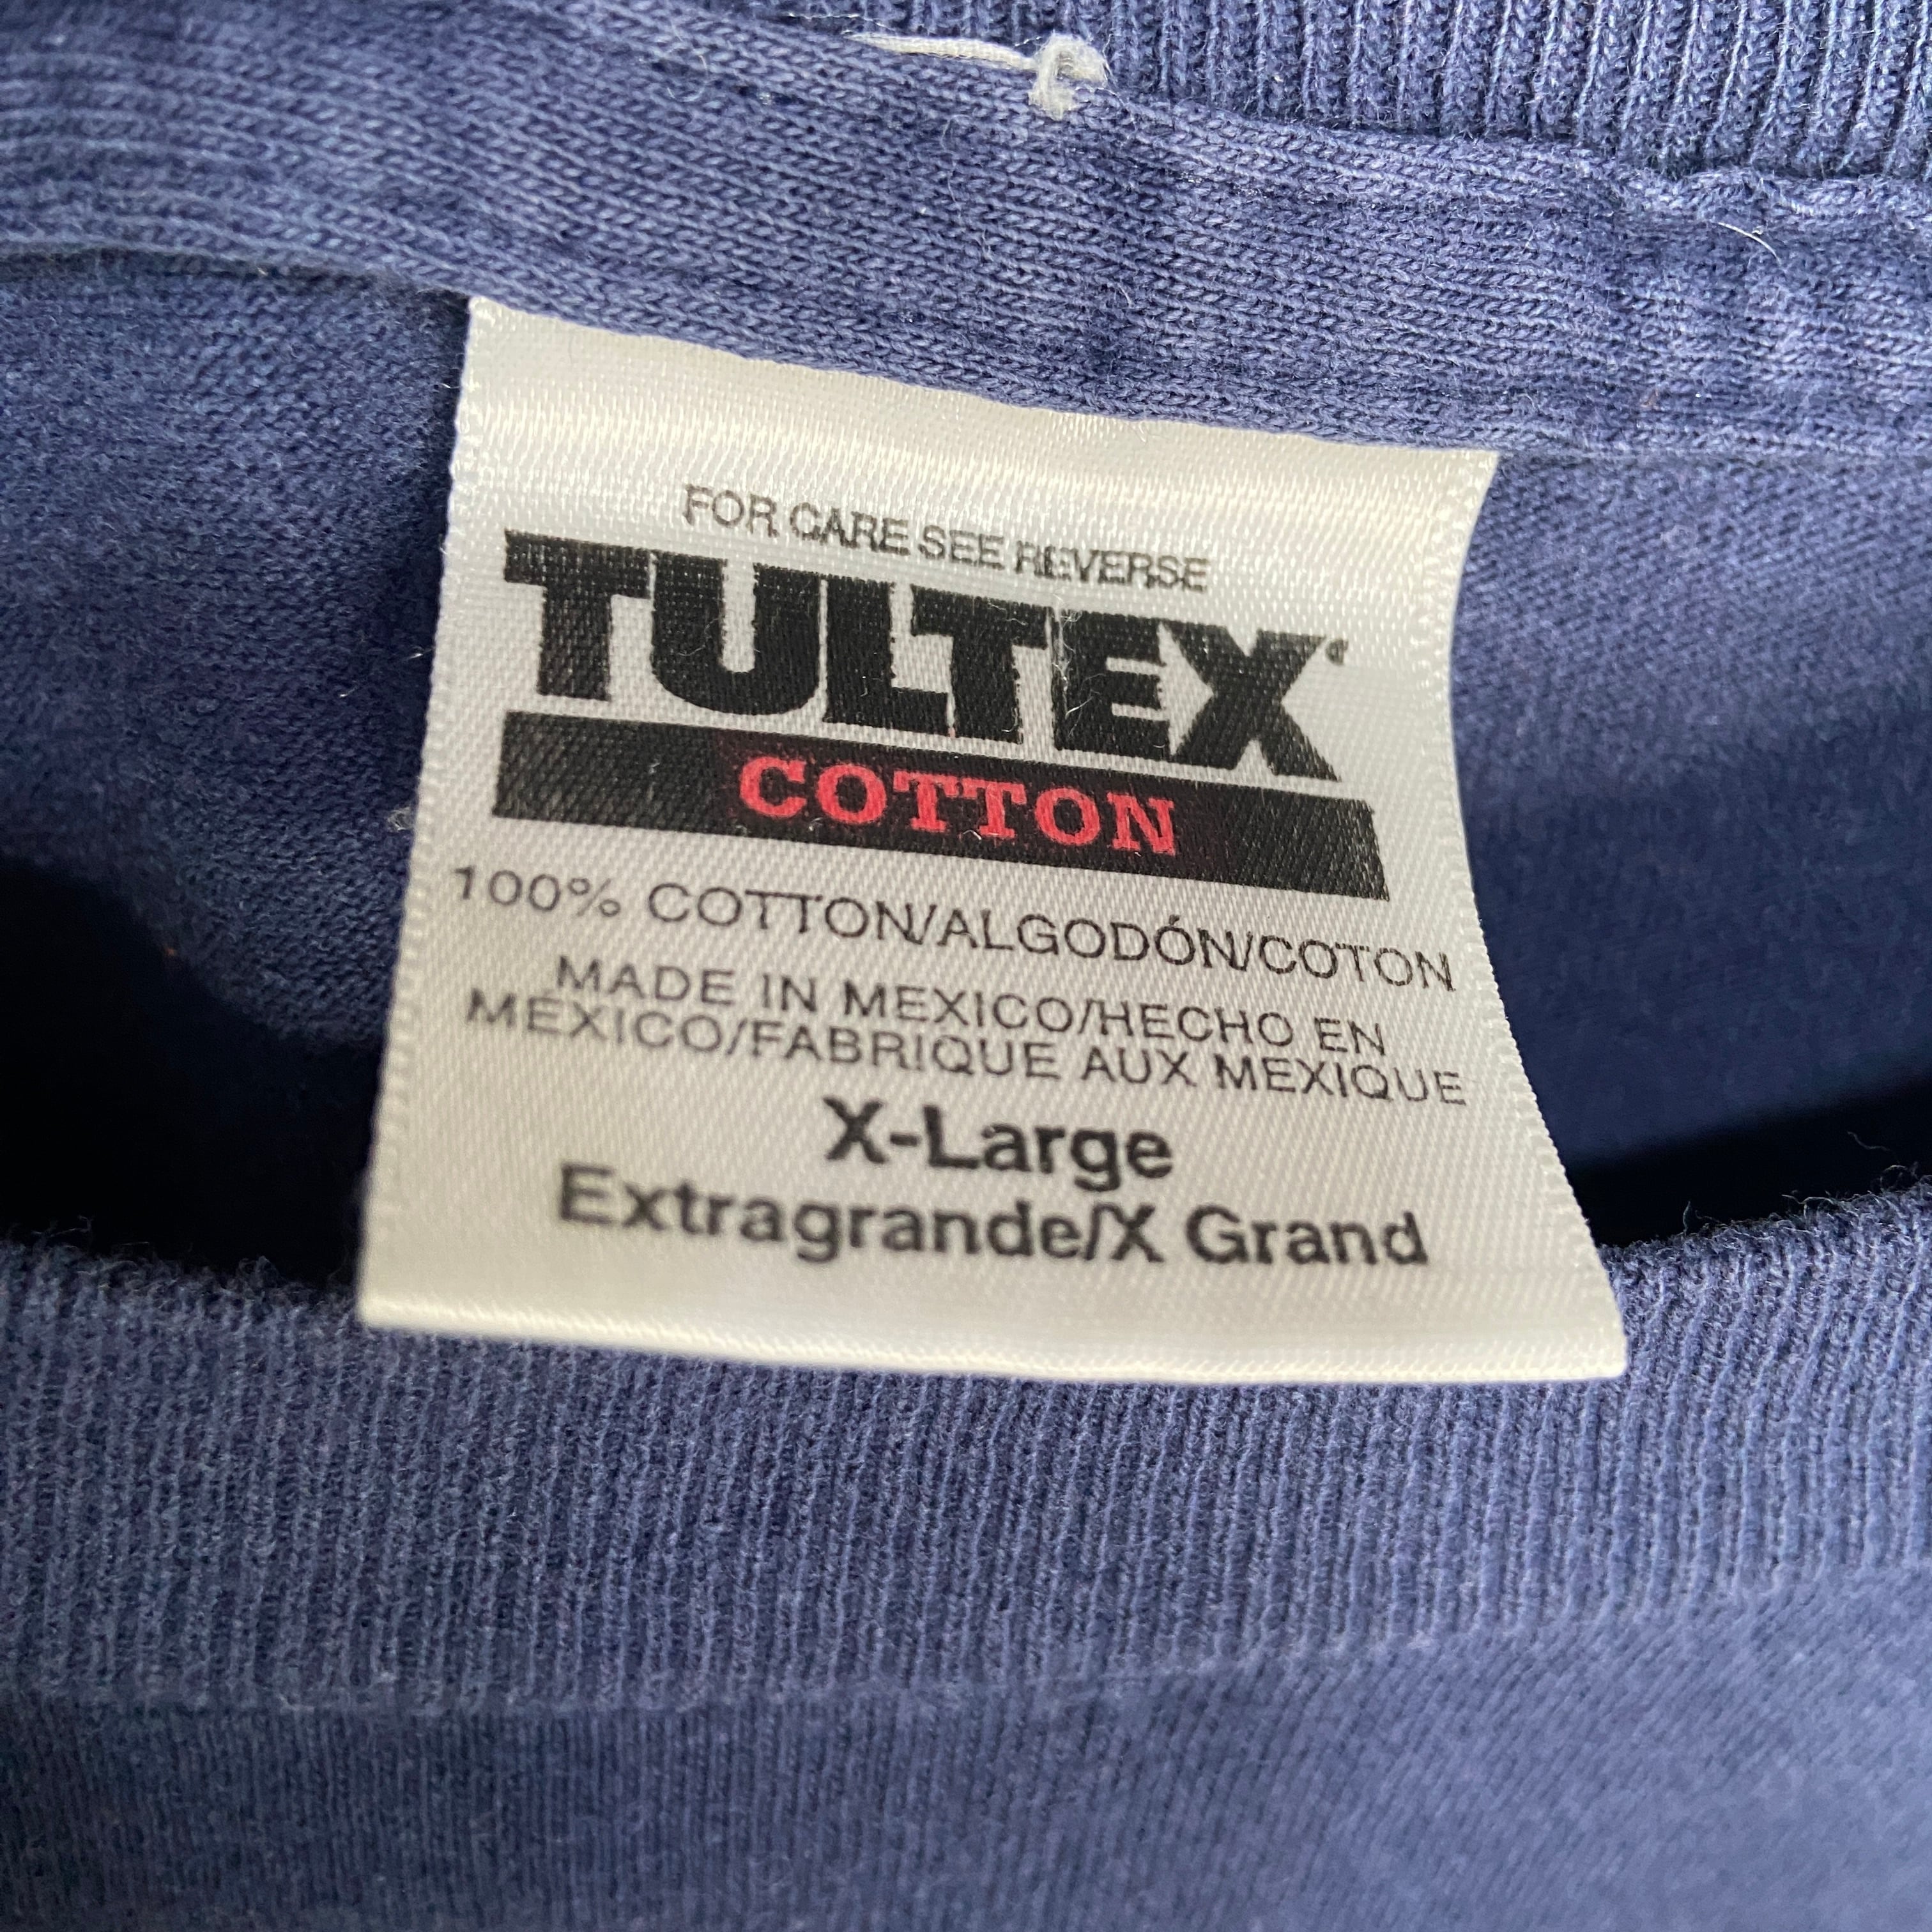 FOR CARE SEE REVERSE
TULTEX
COTTON
100% COTTON/ALGODÓN/COTON
MADE IN MEXICO/HECHO EN
MÉXICO/FABRIQUE AUX MEXIQUE
X-Large
Extragrande/X Grand